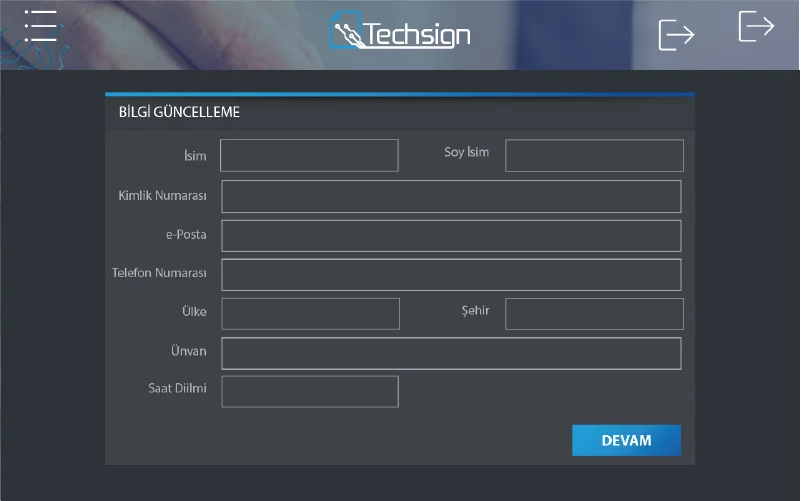 Techsign
BİLGİ GÜNCELLEME
İsim
Soy İsim
Kimlik Numarası
e-Posta
Telefon Numarası
Ülke
Şehir
Ünvan
Saat Diilmi
DEVAM